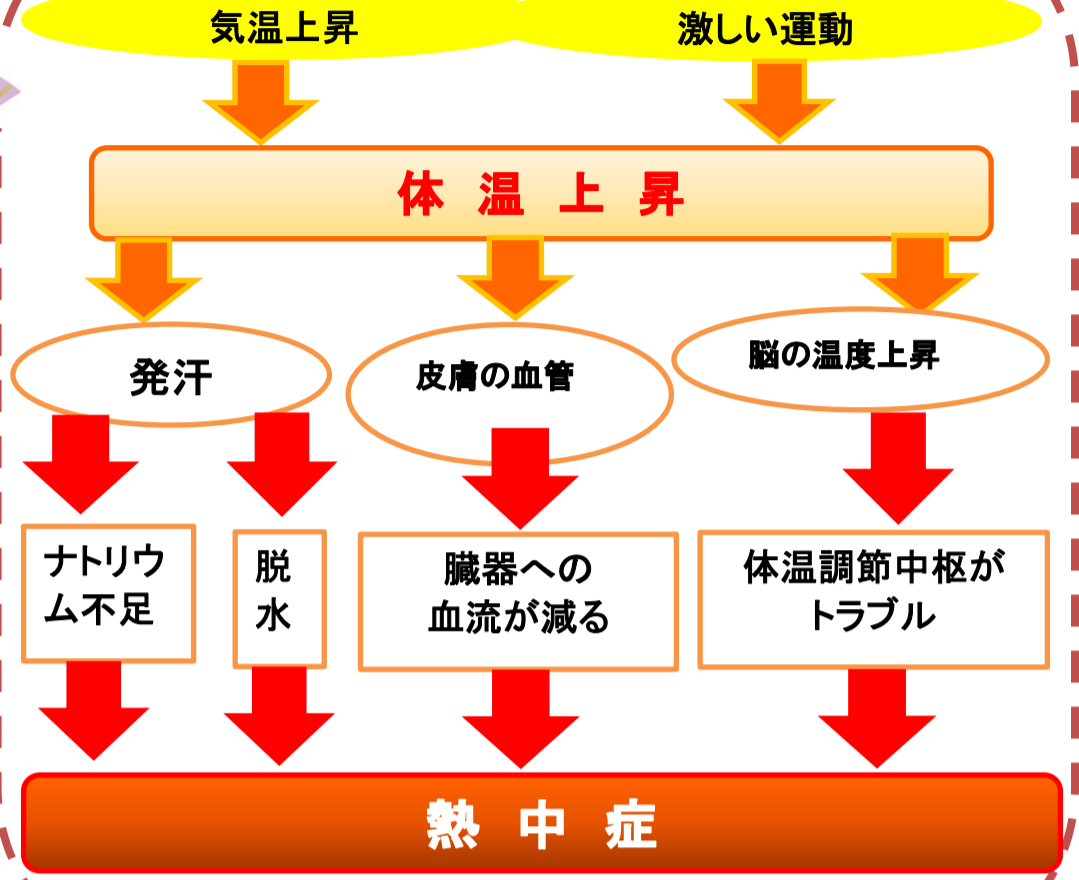 気温上昇
激しい運動
体温上昇
発汗
皮膚の血管
脳の温度上昇
ナトリウ
ム不足
脱
水
臓器への
血流が減る
体温調節中枢が
トラブル
熱中症